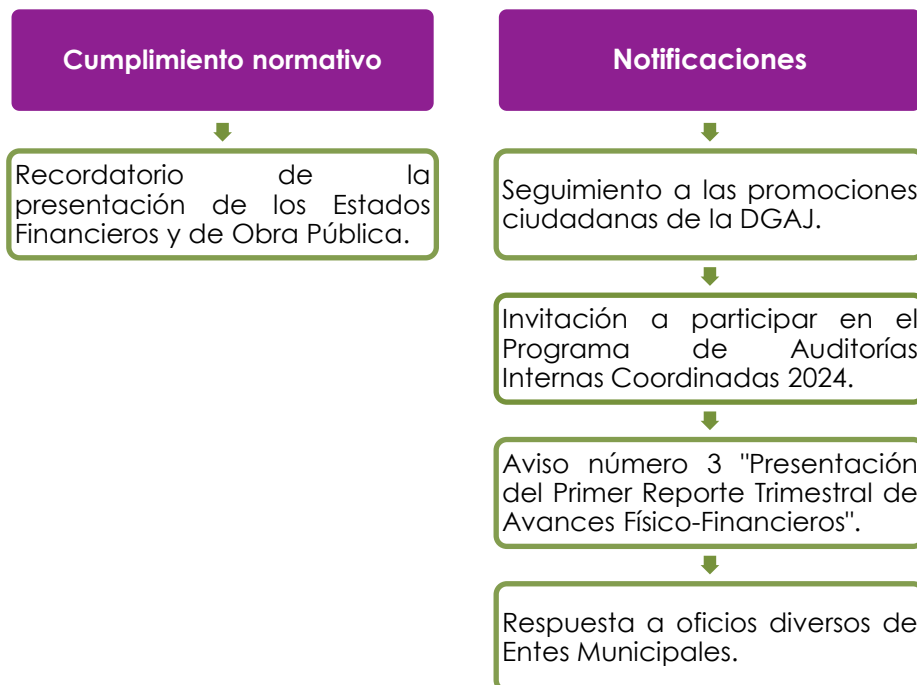 Cumplimiento normativo
Recordatorio de la
presentación de los Estados
Financieros y de Obra Pública.
Notificaciones
Seguimiento a las promociones
ciudadanas de la DGAJ.
Invitación a participar en el
Programa de Auditorías
Internas Coordinadas 2024.
Aviso número 3 "Presentación
del Primer Reporte Trimestral de
Avances Físico-Financieros".
Respuesta a oficios diversos de
Entes Municipales.